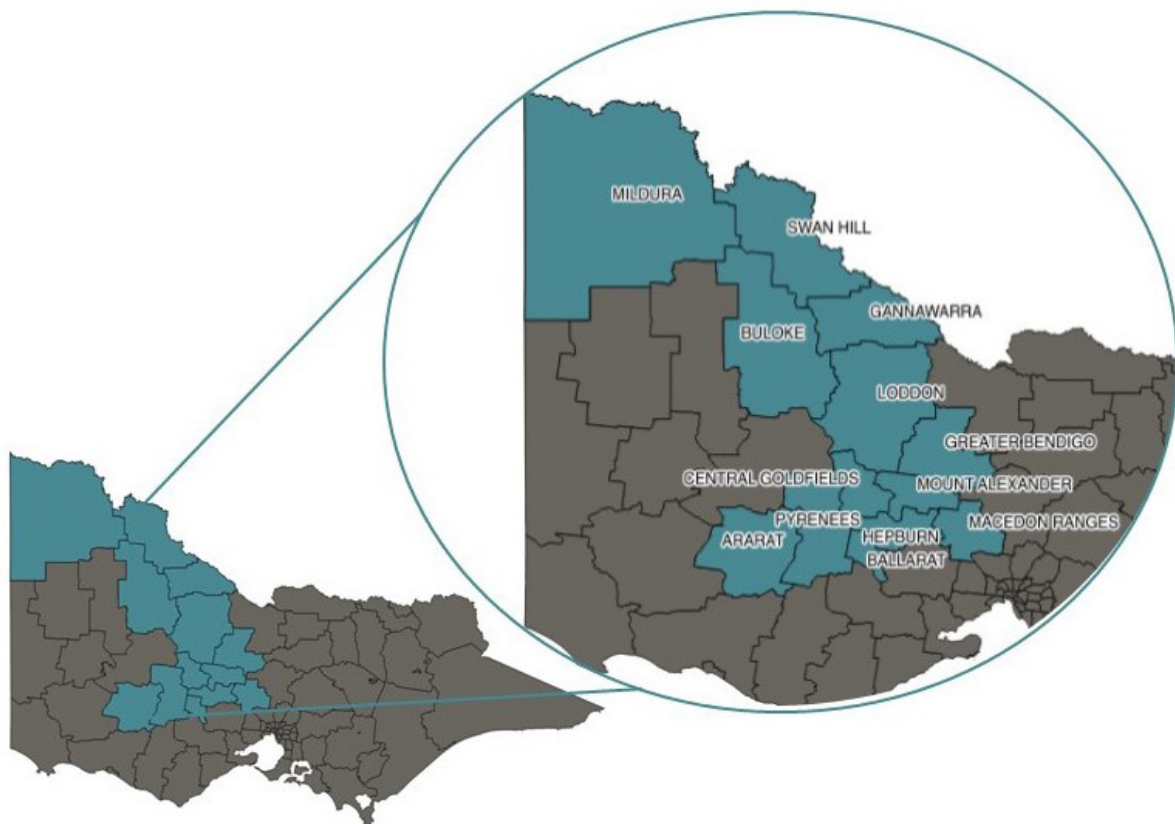 MILDURA
SWAN HILL
GANNAWARRA
BULOKE
LODDON
GREATER BENDIGO
CENTRAL GOLDFIELDS
MOUNT ALEXANDER
PYRENEES
MACEDON RANGES
ARARAT
HEPBURN
BALLARAT